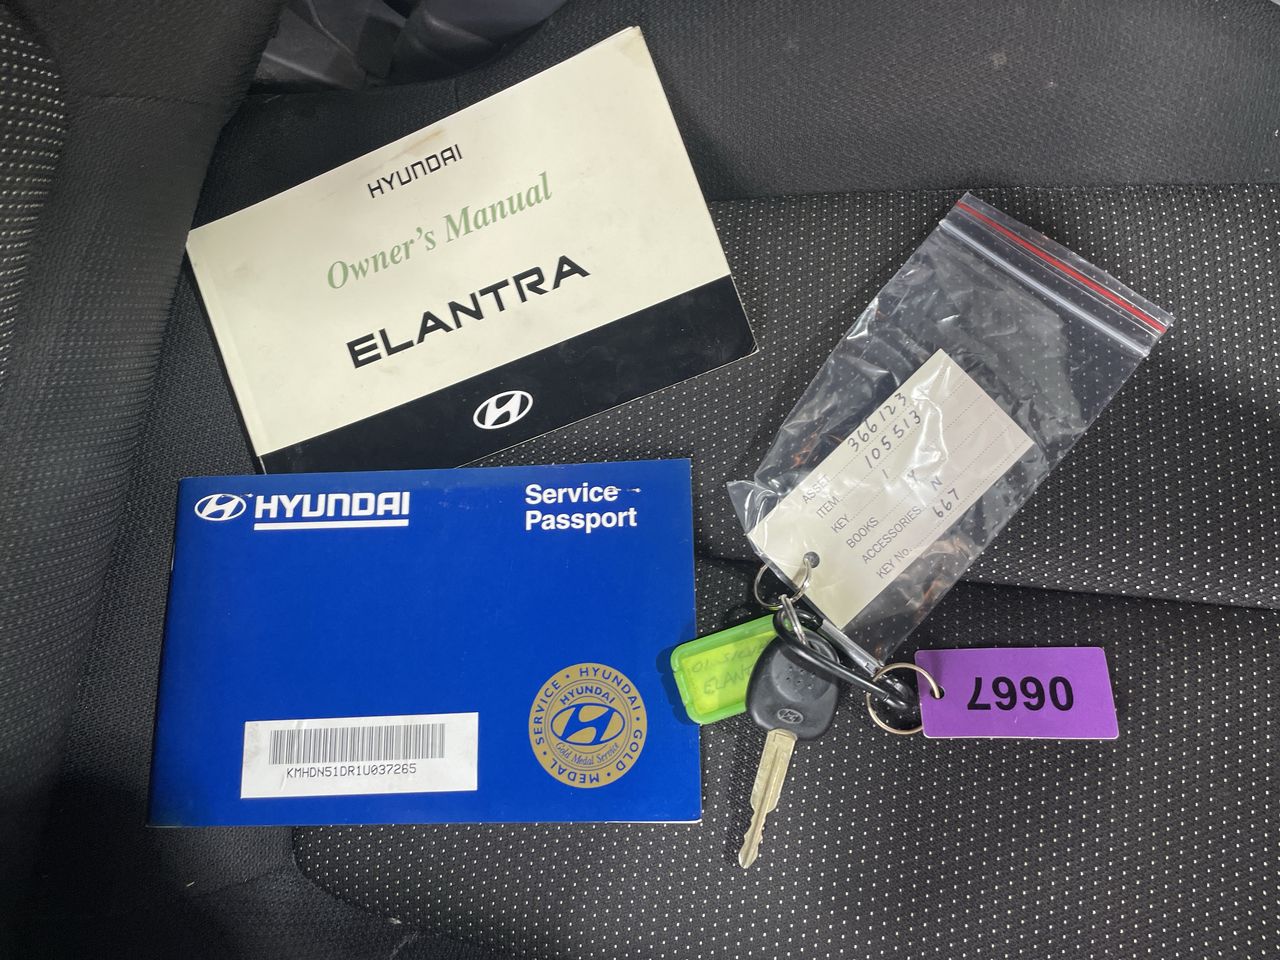 HYUNDAI
Owner's Manual
ELANTRA
HYUNDAI
Service
Passport
KMHDN51DR1U037265
SERVICE • HYUNDAI • GOLD • MEDAL •
HYUNDAI
Gold Medal Service
ASSET 366123
ITEM 105513
KEY 1
BOOKS Y
ACCESSORIES N
KEY No. 667
0667